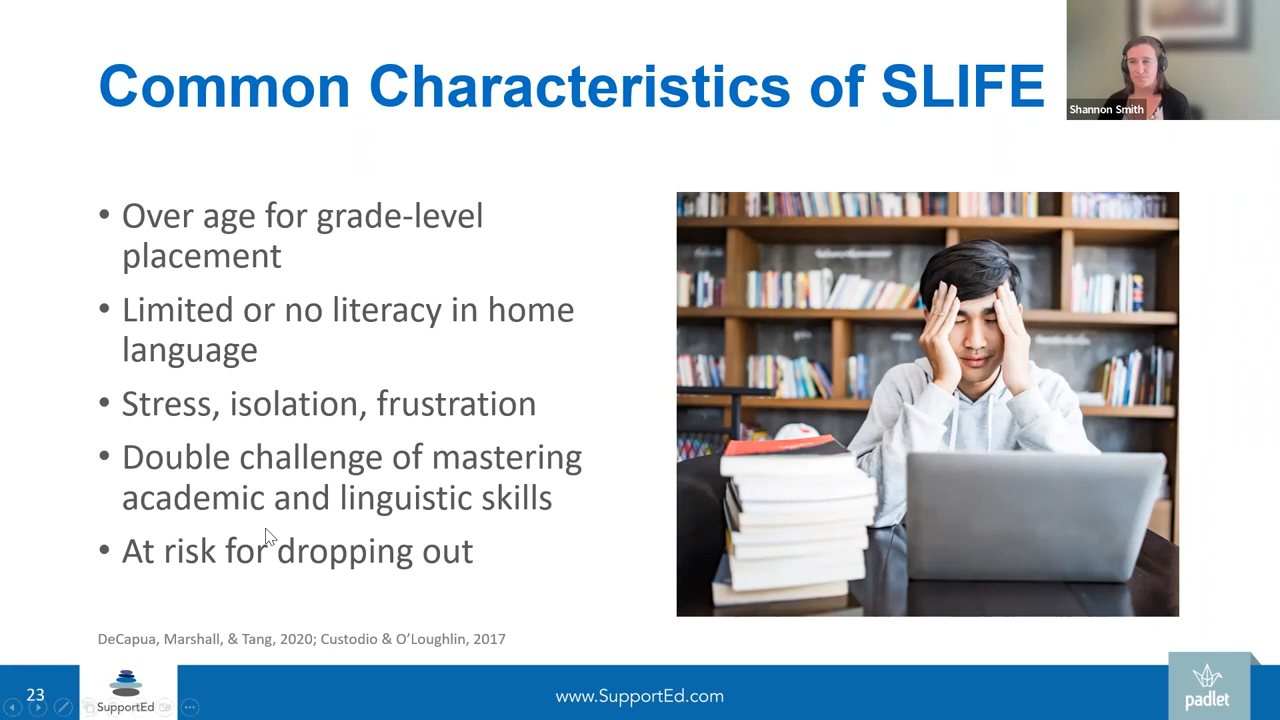 Common Characteristics of SLIFE
Shannon Smith
• Over age for grade-level
placement
• Limited or no literacy in home
language
• Stress, isolation, frustration
• Double challenge of mastering
academic and linguistic skills
• At risk for dropping out
DeCapua, Marshall, & Tang, 2020; Custodio & O’Loughlin, 2017
23
SupportEd
www.SupportEd.com
padlet